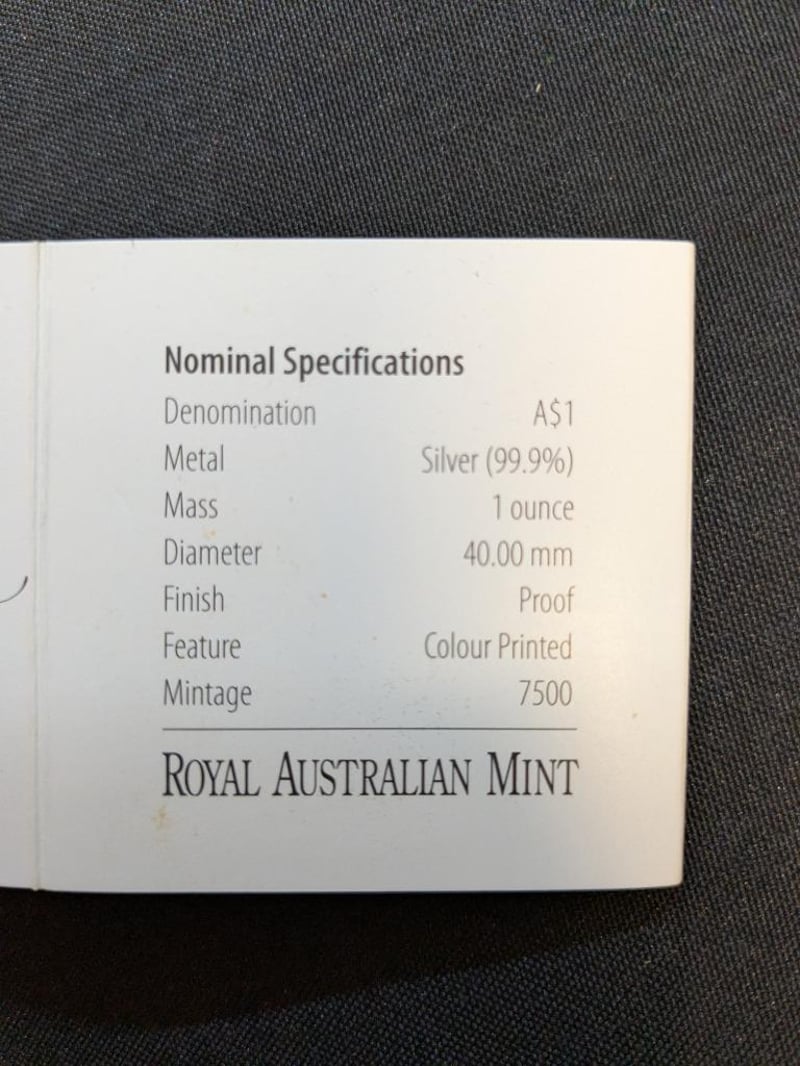 Nominal Specifications
Denomination A$1
Metal Silver (99.9%)
Mass 1 ounce
Diameter 40.00 mm
Finish Proof
Feature Colour Printed
Mintage 7500
ROYAL AUSTRALIAN MINT